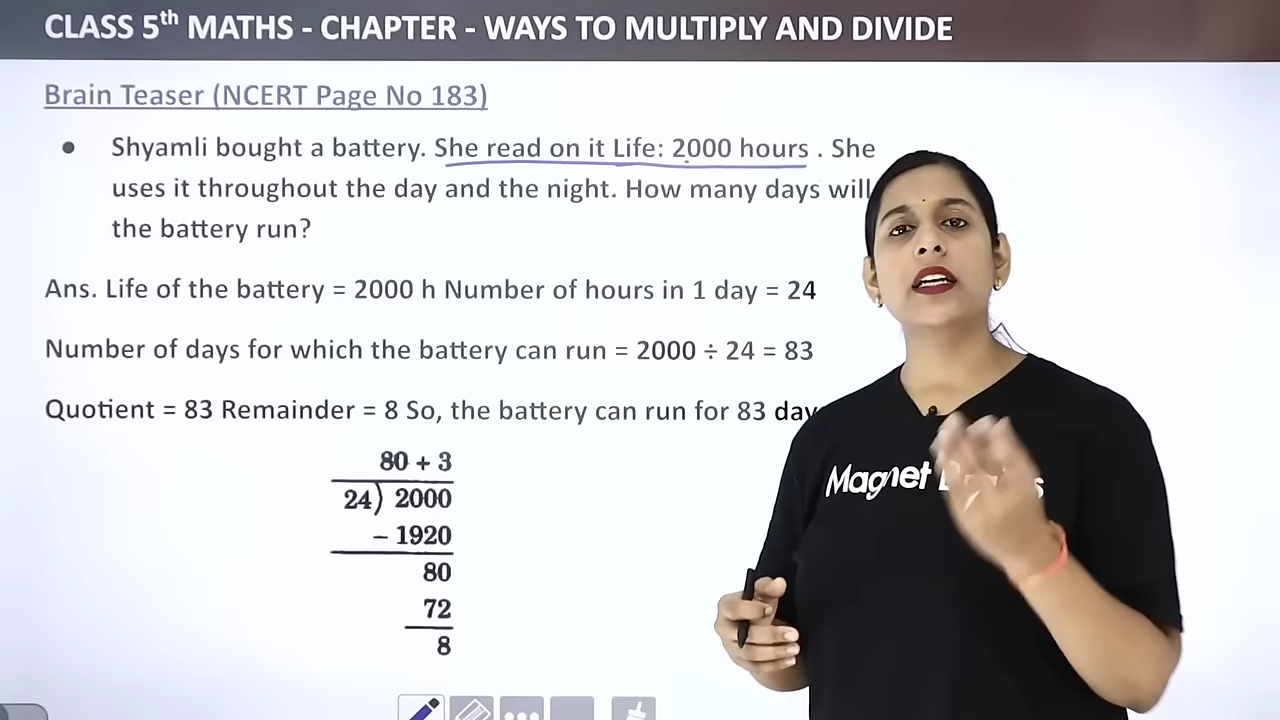 CLASS 5th MATHS - CHAPTER - WAYS TO MULTIPLY AND DIVIDE
Brain Teaser (NCERT Page No 183)
• Shyamli bought a battery. She read on it Life: 2000 hours . She
uses it throughout the day and the night. How many days will
the battery run?
Ans. Life of the battery = 2000 h Number of hours in 1 day = 24
Number of days for which the battery can run = 2000 ÷ 24 = 83
Quotient = 83 Remainder = 8 So, the battery can run for 83
80 + 3
24) 2000
– 1920
80
72
8
Magnet